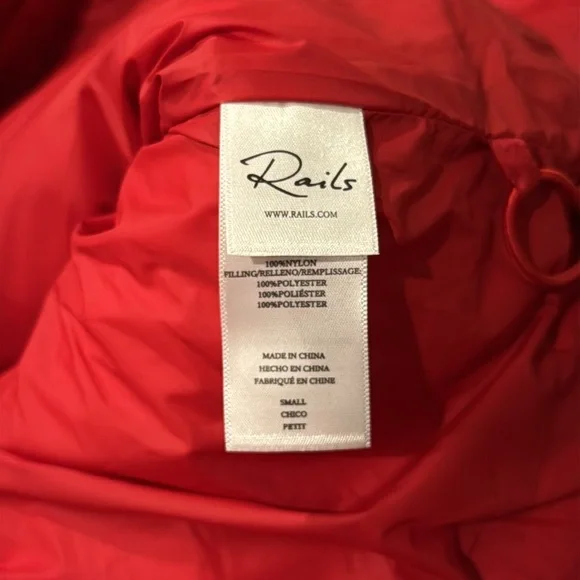 Rails
WWW.RAILS.COM
100%NYLON
FILLING/RELLENO/REMPLISSAGE:
100%POLYESTER
100%POLIÉSTER
100%POLYESTER
MADE IN CHINA
HECHO EN CHINA
FABRIQUÉ EN CHINE
SMALL
CHICO
PETIT